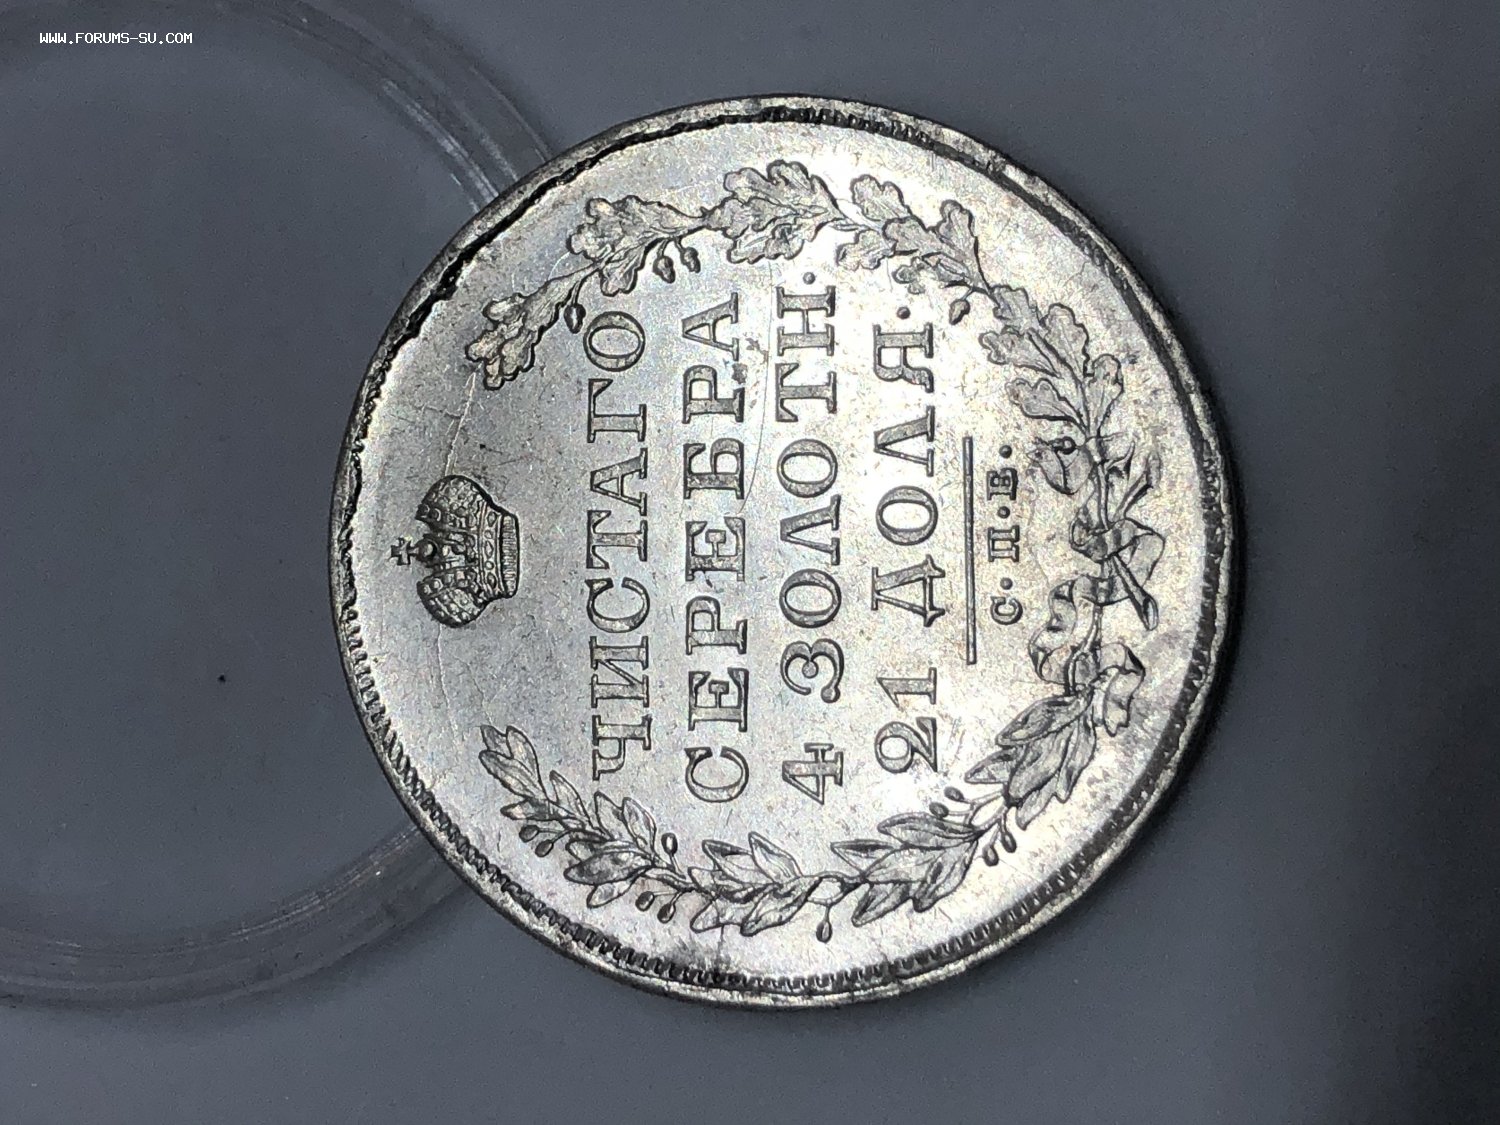 WWW.FORUMS-SU.COM
ЧИСТАГО
СЕРЕБРА
4 ЗОЛОТН.
21 ДОЛЯ.
С.П.Б.